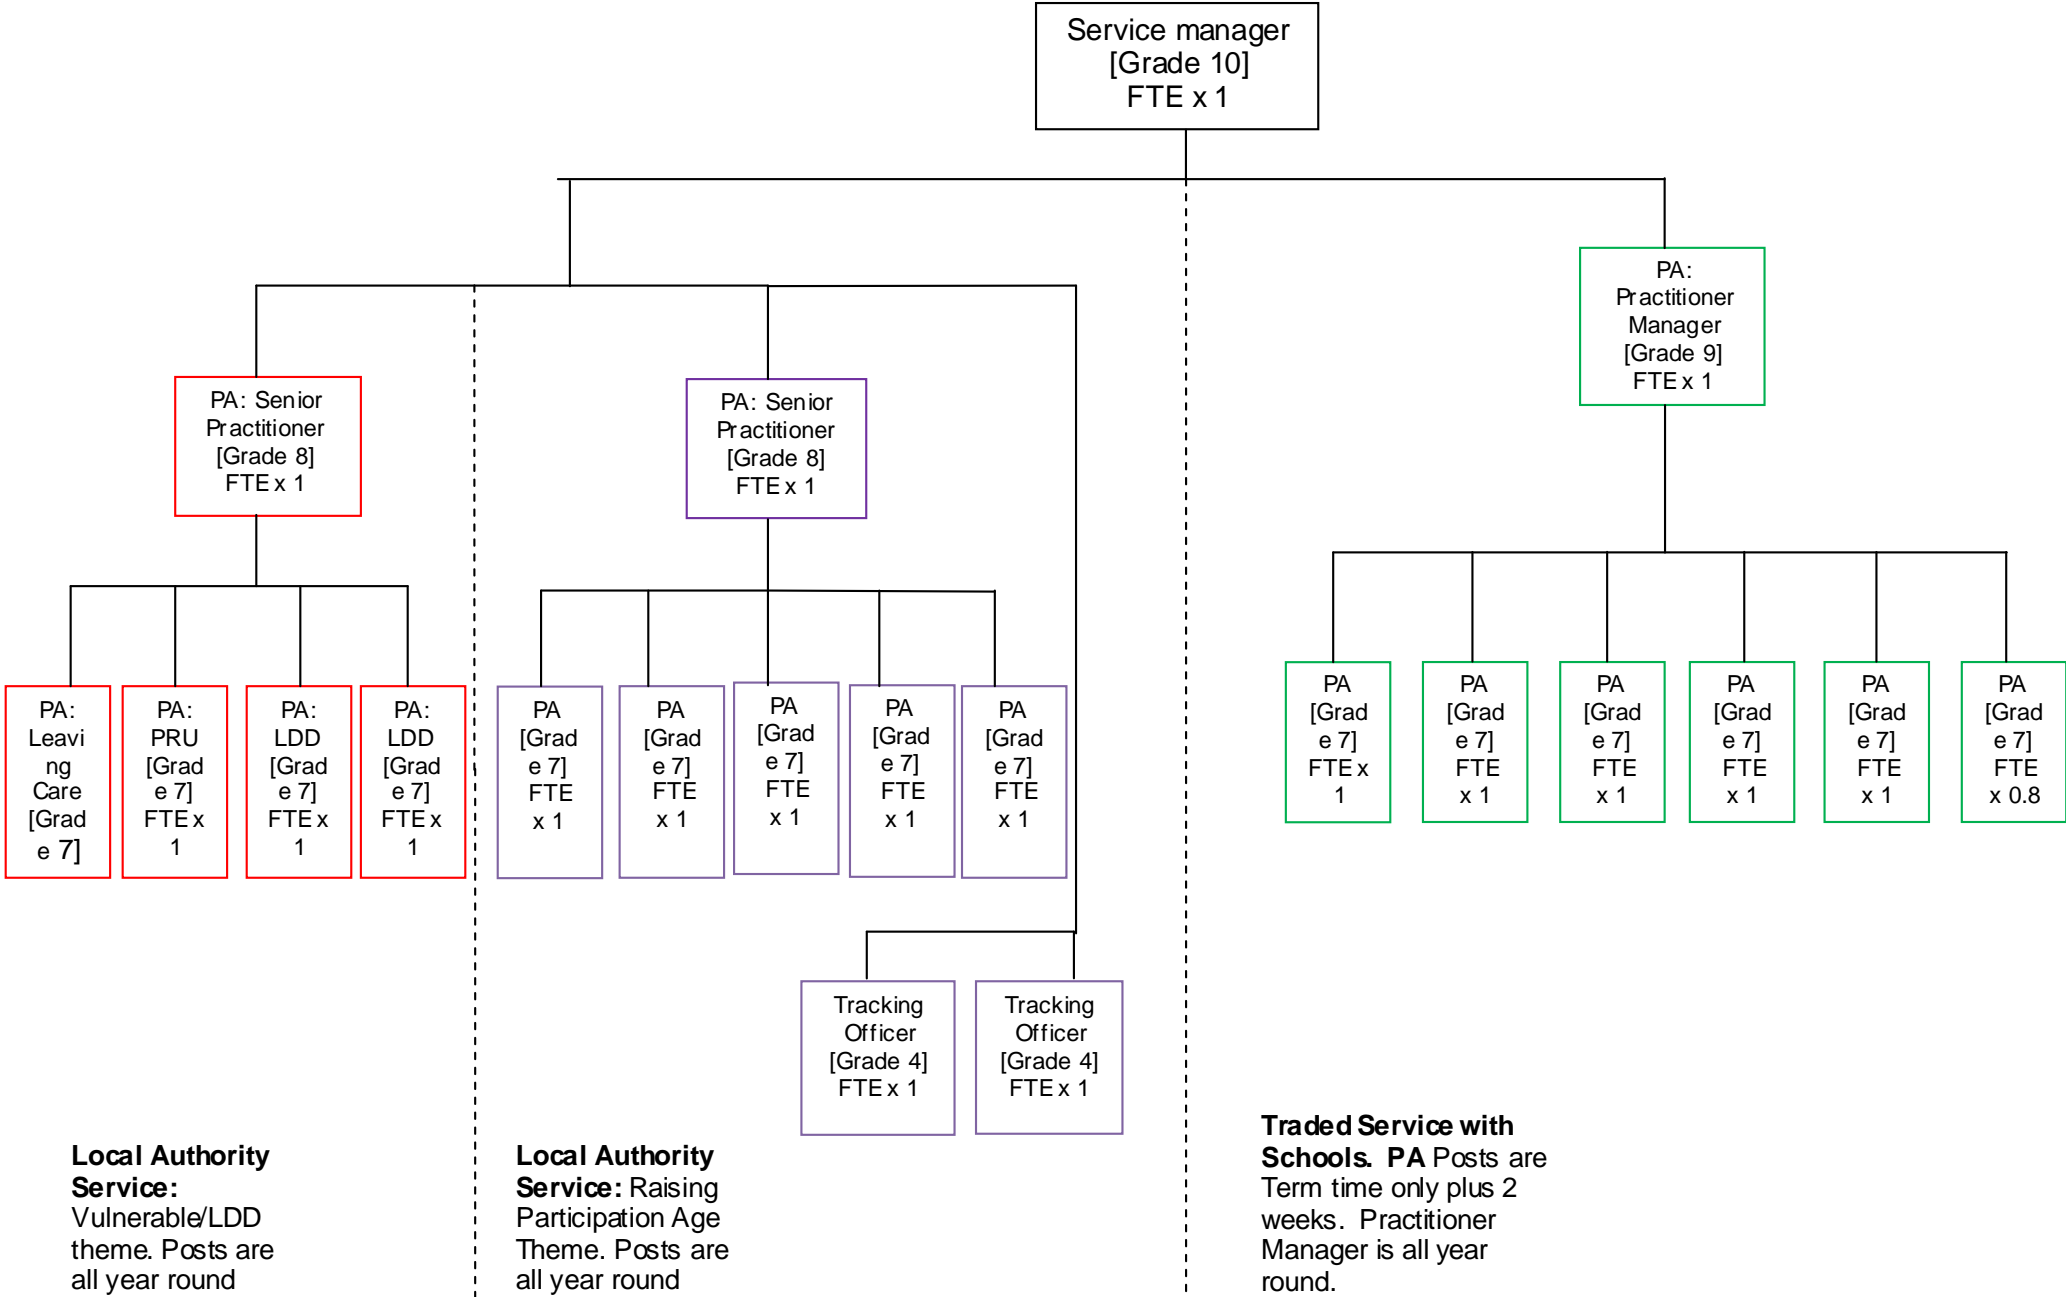 Service manager
[Grade 10]
FTE x 1
PA:
Practitioner
Manager
[Grade 9]
FTE x 1
PA: Senior
Practitioner
[Grade 8]
FTE x 1
PA: Senior
Practitioner
[Grade 8]
FTE x 1
PA:
Leavi
ng
Care
[Grad
e 7]
PA:
PRU
[Grad
e 7]
FTE x
1
PA:
LDD
[Grad
e 7]
FTE x
1
PA:
LDD
[Grad
e 7]
FTE x
1
PA
[Grad
e 7]
FTE
x 1
PA
[Grad
e 7]
FTE
x 1
PA
[Grad
e 7]
FTE
x 1
PA
[Grad
e 7]
FTE
x 1
PA
[Grad
e 7]
FTE
x 1
PA
[Grad
e 7]
FTE x
1
PA
[Grad
e 7]
FTE
x 1
PA
[Grad
e 7]
FTE
x 1
PA
[Grad
e 7]
FTE
x 1
PA
[Grad
e 7]
FTE
x 1
PA
[Grad
e 7]
FTE
x 0.8
Tracking
Officer
[Grade 4]
FTE x 1
Tracking
Officer
[Grade 4]
FTE x 1
Local Authority
Service:
Vulnerable/LDD
theme. Posts are
all year round
Local Authority
Service: Raising
Participation Age
Theme. Posts are
all year round
Traded Service with
Schools. PA Posts are
Term time only plus 2
weeks. Practitioner
Manager is all year
round.